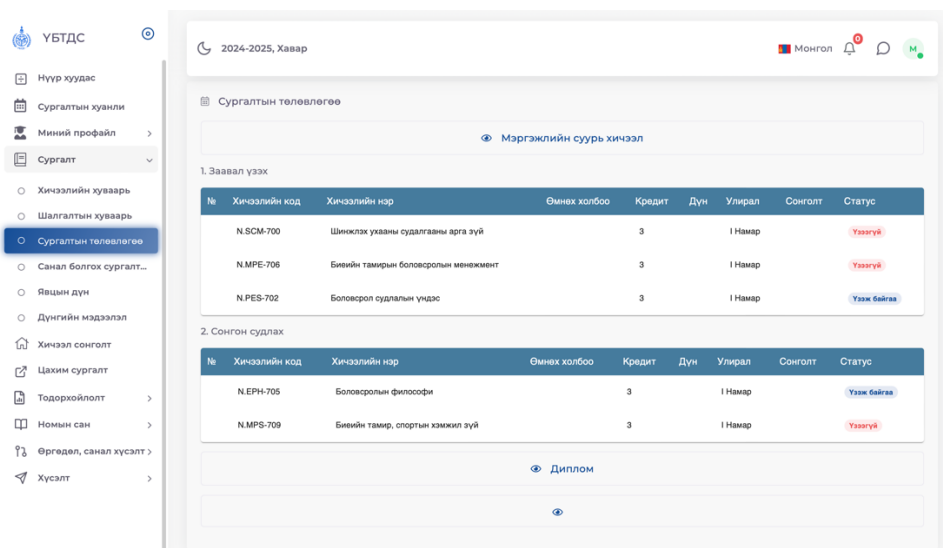 ҮБТДС
2024-2025, Хавар
Монгол
0
М
Нүүр хуудас
Сургалтын хуанли
Миний профайл
Сургалт
Хичээлийн хуваарь
Шалгалтын хуваарь
Сургалтын төлөвлөгөө
Санал болгох сургалт...
Явцын дүн
Дүнгийн мэдээлэл
Хичээл сонголт
Цахим сургалт
Тодорхойлолт
Номын сан
Өргөдөл, санал хүсэлт
Хүсэлт
Сургалтын төлөвлөгөө
Мэргэжлийн суурь хичээл
1. Заавал үзэх
№ Хичээлийн код Хичээлийн нэр Өмнөх холбоо Кредит Дүн Улирал Сонголт Статус
N.SCM-700 Шинжлэх ухааны судалгааны арга зүй 3 I Намар Үзээгүй
N.MPE-706 Биеийн тамирын боловсролын менежмент 3 I Намар Үзээгүй
N.PES-702 Боловсрол судлалын үндэс 3 I Намар Үзэж байгаа
2. Сонгон судлах
№ Хичээлийн код Хичээлийн нэр Өмнөх холбоо Кредит Дүн Улирал Сонголт Статус
N.EPH-705 Боловсролын философи 3 I Намар Үзэж байгаа
N.MPS-709 Биеийн тамир, спортын хэмжил зүй 3 I Намар Үзээгүй
Диплом